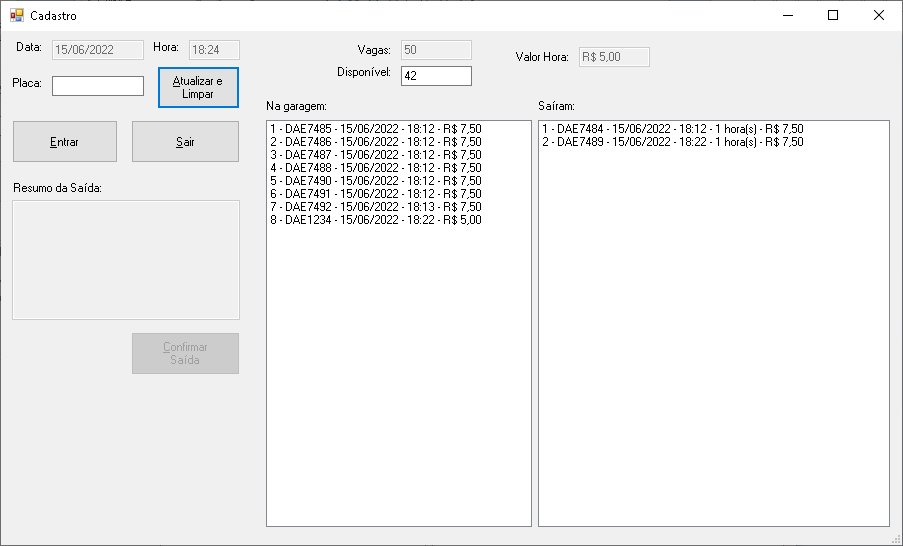 Cadastro
Data: 15/06/2022 Hora: 18:24
Vagas: 50
Valor Hora: R$ 5,00
Disponível: 42
Placa:
Atualizar e
Limpar
Entrar
Sair
Resumo da Saída:
Confirmar
Saída
Na garagem:
1 - DAE7485 - 15/06/2022 - 18:12 - R$ 7,50
2 - DAE7486 - 15/06/2022 - 18:12 - R$ 7,50
3 - DAE7487 - 15/06/2022 - 18:12 - R$ 7,50
4 - DAE7488 - 15/06/2022 - 18:12 - R$ 7,50
5 - DAE7490 - 15/06/2022 - 18:12 - R$ 7,50
6 - DAE7491 - 15/06/2022 - 18:12 - R$ 7,50
7 - DAE7492 - 15/06/2022 - 18:13 - R$ 7,50
8 - DAE1234 - 15/06/2022 - 18:22 - R$ 5,00
Saíram:
1 - DAE7484 - 15/06/2022 - 18:12 - 1 hora(s) - R$ 7,50
2 - DAE7489 - 15/06/2022 - 18:22 - 1 hora(s) - R$ 7,50